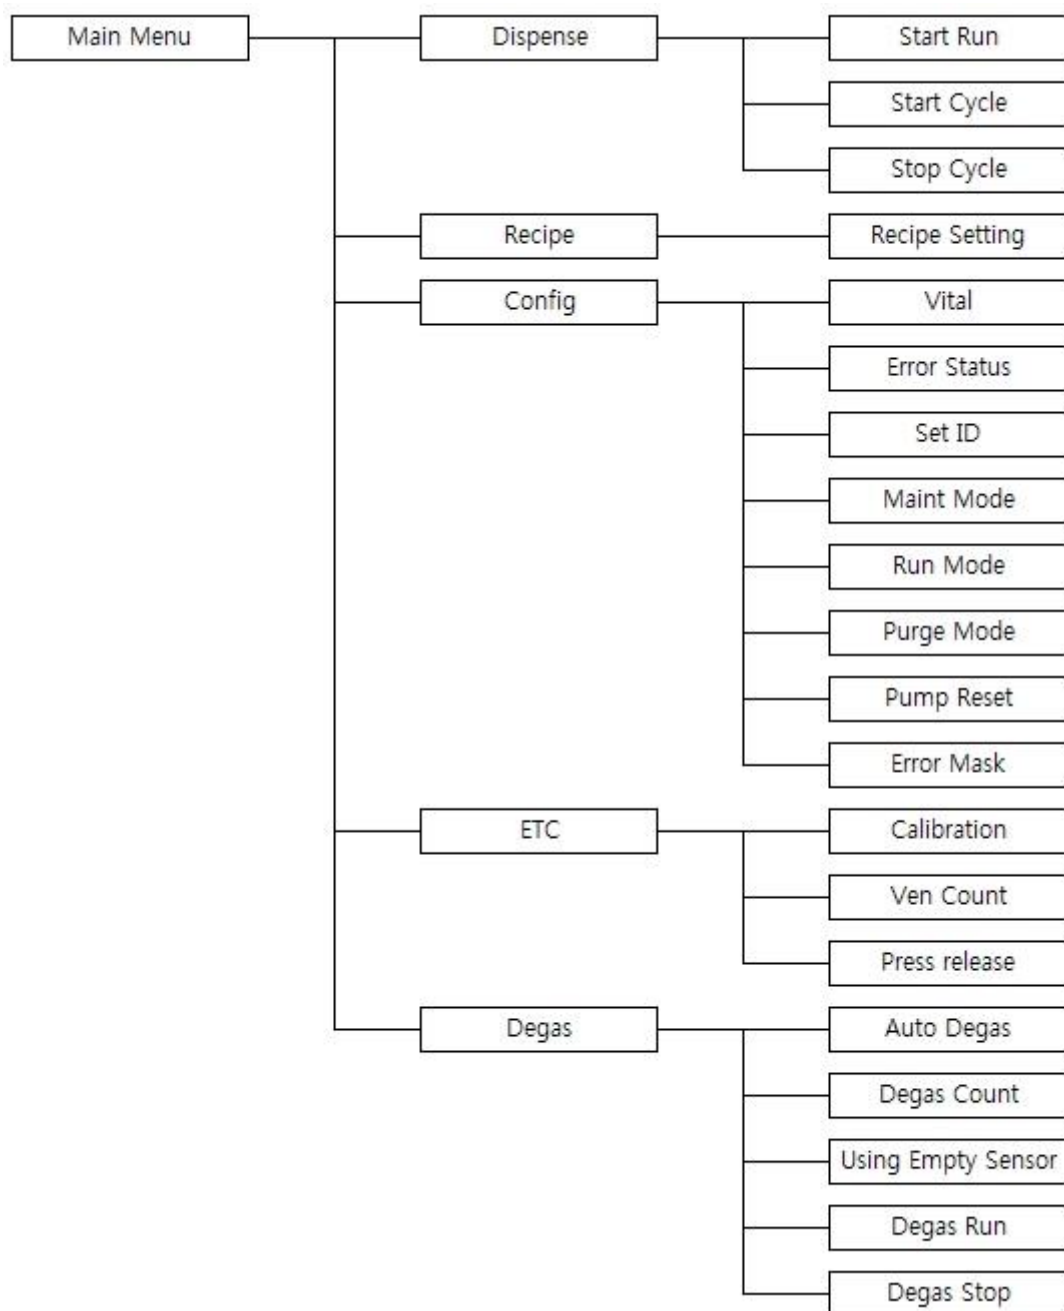 Main Menu
Dispense
Start Run
Start Cycle
Stop Cycle
Recipe
Recipe Setting
Config
Vital
Error Status
Set ID
Maint Mode
Run Mode
Purge Mode
Pump Reset
Error Mask
ETC
Calibration
Ven Count
Press release
Degas
Auto Degas
Degas Count
Using Empty Sensor
Degas Run
Degas Stop